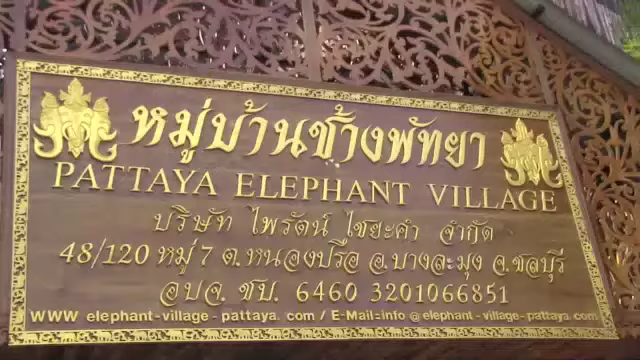 หมู่บ้านช้างพัทยา
PATTAYA ELEPHANT VILLAGE
บริษัท ไพรัตน์ ไชยะคำ จำกัด
48/120 หมู่ 7 ต.หนองปรือ อ.บางละมุง จ.ชลบุรี
อบจ. ชบ. 6460 3201066851
www elephant-village-pattaya. com / E-Mail:info @ elephant-village-pattaya.com